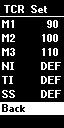 TCR Set
M1 90
M2 100
M3 110
NI DEF
TI DEF
SS DEF
Back